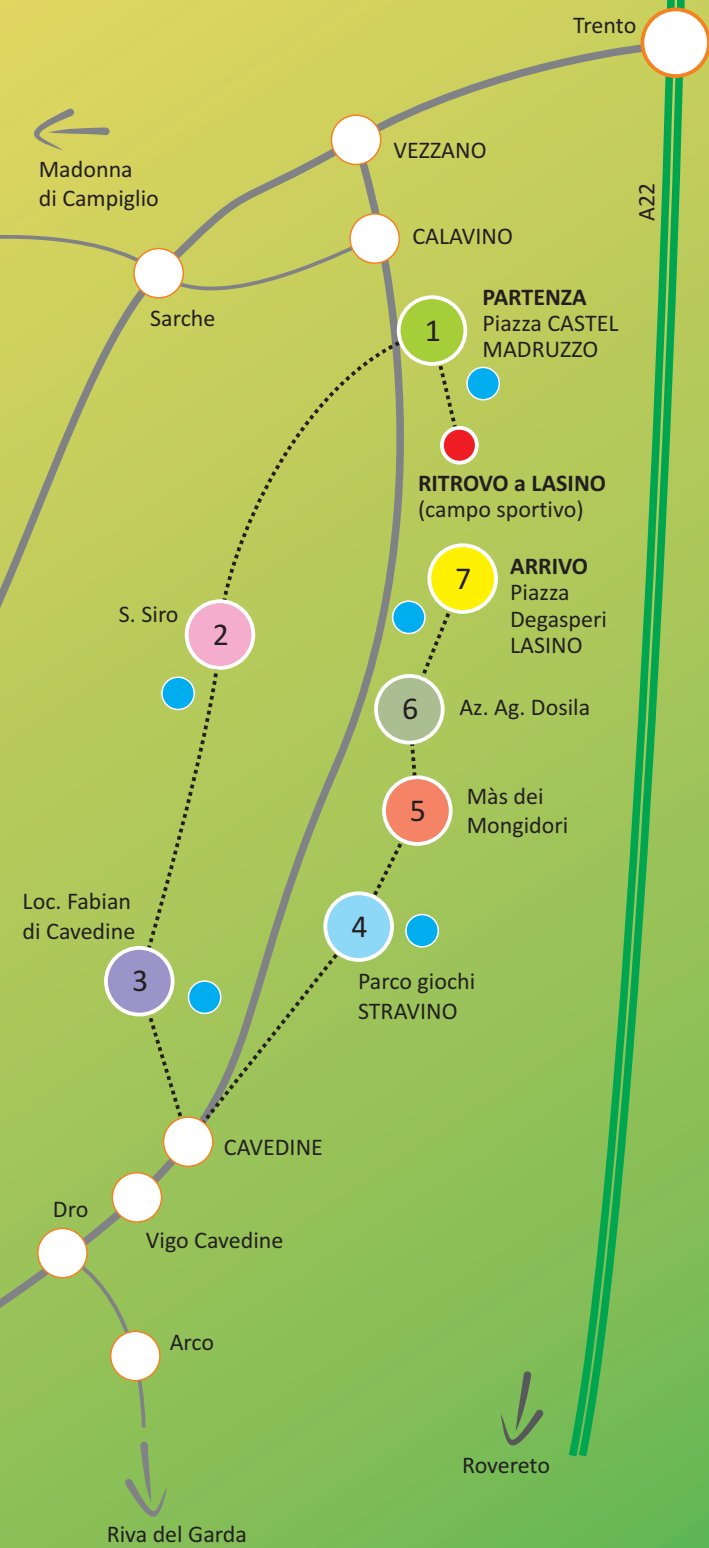 Trento
VEZZANO
Madonna
di Campiglio
A22
CALAVINO
Sarche
PARTENZA
Piazza CASTEL
MADRUZZO
1
RITROVO a LASINO
(campo sportivo)
7
ARRIVO
Piazza
Degasperi
LASINO
S. Siro
2
6
Az. Ag. Dosila
5
Màs dei
Mongidori
Loc. Fabian
di Cavedine
4
3
Parco giochi
STRAVINO
CAVEDINE
Dro
Vigo Cavedine
Arco
Rovereto
Riva del Garda